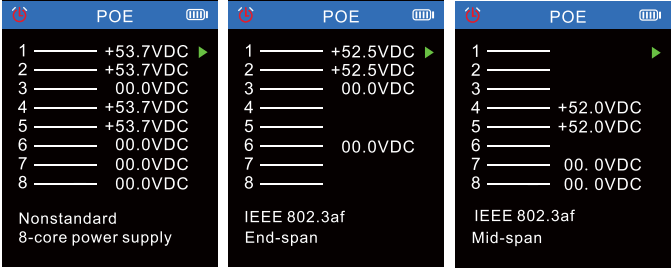 POE
1 +53.7VDC
2 +53.7VDC
3 00.0VDC
4 +53.7VDC
5 +53.7VDC
6 00.0VDC
7 00.0VDC
8 00.0VDC
Nonstandard
8-core power supply
POE
1 +52.5VDC
2 +52.5VDC
3 00.0VDC
4
5
6 00.0VDC
7
8
IEEE 802.3af
End-span
POE
1
2
3
4 +52.0VDC
5 +52.0VDC
6
7 00. 0VDC
8 00. 0VDC
IEEE 802.3af
Mid-span